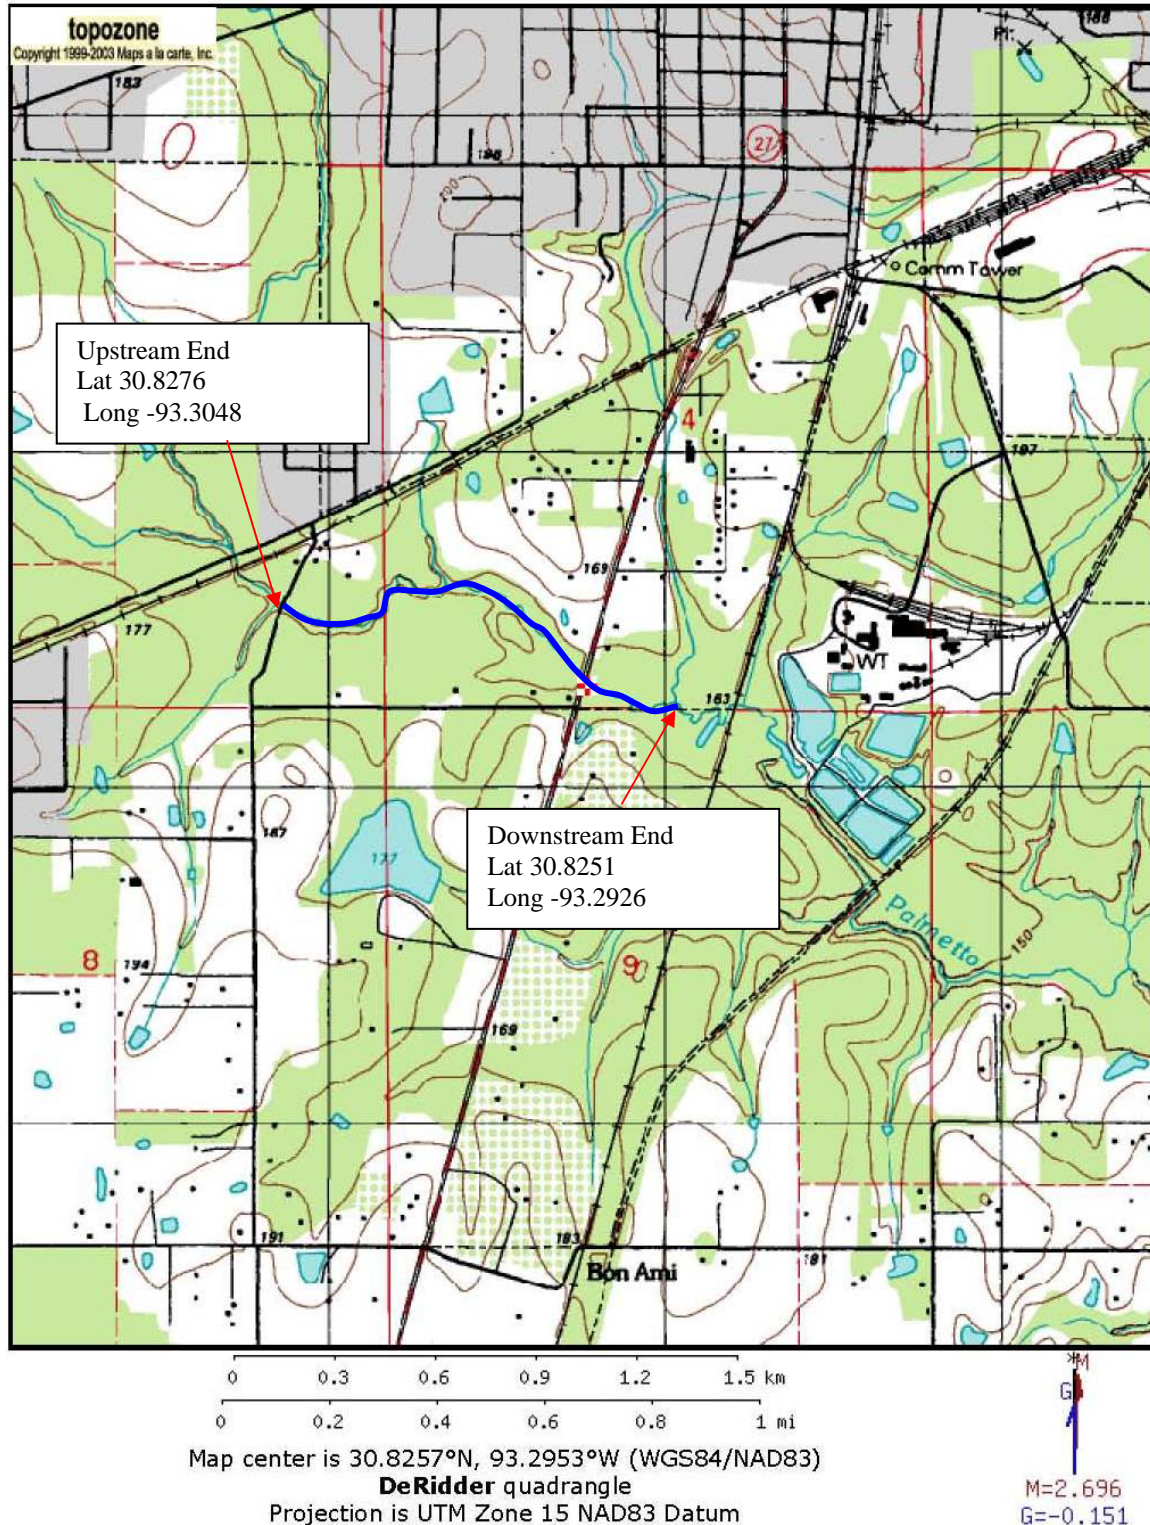 topozone
Copyright 1999-2003 Maps a la carte, Inc.
183
186
Pit
198
27
200
Comm Tower
Upstream End
Lat 30.8276
Long -93.3048
4
197
169
177
WT
163
187
177
Downstream End
Lat 30.8251
Long -93.2926
Palmetto
150
8
194
9
169
191
183
181
Bon Ami
0 0.3 0.6 0.9 1.2 1.5 km
0 0.2 0.4 0.6 0.8 1 mi
Map center is 30.8257°N, 93.2953°W (WGS84/NAD83)
DeRidder quadrangle
Projection is UTM Zone 15 NAD83 Datum
*M
G
M=2.696
G=-0.151